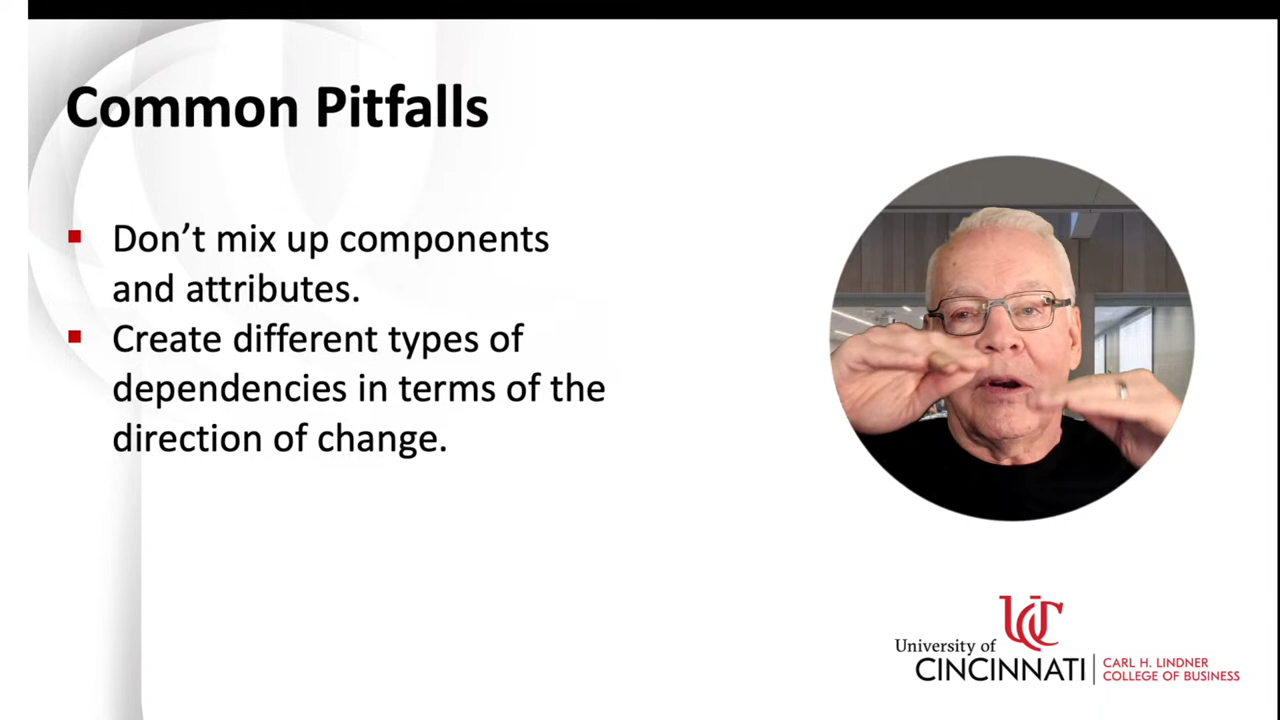 Common Pitfalls
Don’t mix up components
and attributes.
Create different types of
dependencies in terms of the
direction of change.
UC
University of
CINCINNATI
CARL H. LINDNER
COLLEGE OF BUSINESS